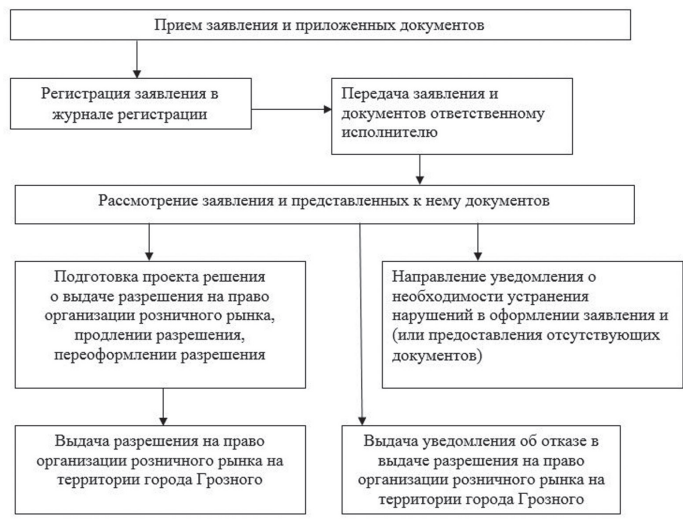 Прием заявления и приложенных документов
Регистрация заявления в
журнале регистрации
Передача заявления и
документов ответственному
исполнителю
Рассмотрение заявления и представленных к нему документов
Подготовка проекта решения
о выдаче разрешения на право
организации розничного рынка,
продлении разрешения,
переоформлении разрешения
Направление уведомления о
необходимости устранения
нарушений в оформлении заявления и
(или предоставления отсутствующих
документов)
Выдача разрешения на право
организации розничного рынка на
территории города Грозного
Выдача уведомления об отказе в
выдаче разрешения на право
организации розничного рынка на
территории города Грозного